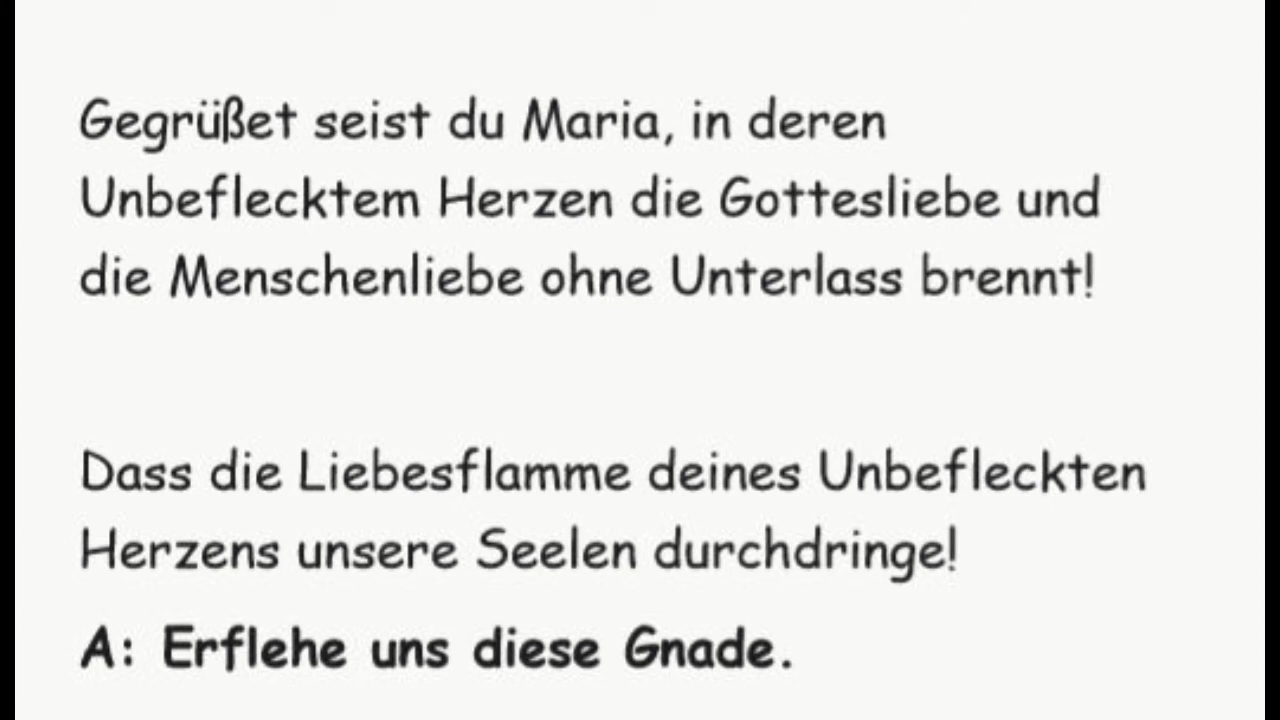 Gegrüßet seist du Maria, in deren
Unbeflecktem Herzen die Gottesliebe und
die Menschenliebe ohne Unterlass brennt!
Dass die Liebesflamme deines Unbefleckten
Herzens unsere Seelen durchdringe!
A: Erflehe uns diese Gnade.